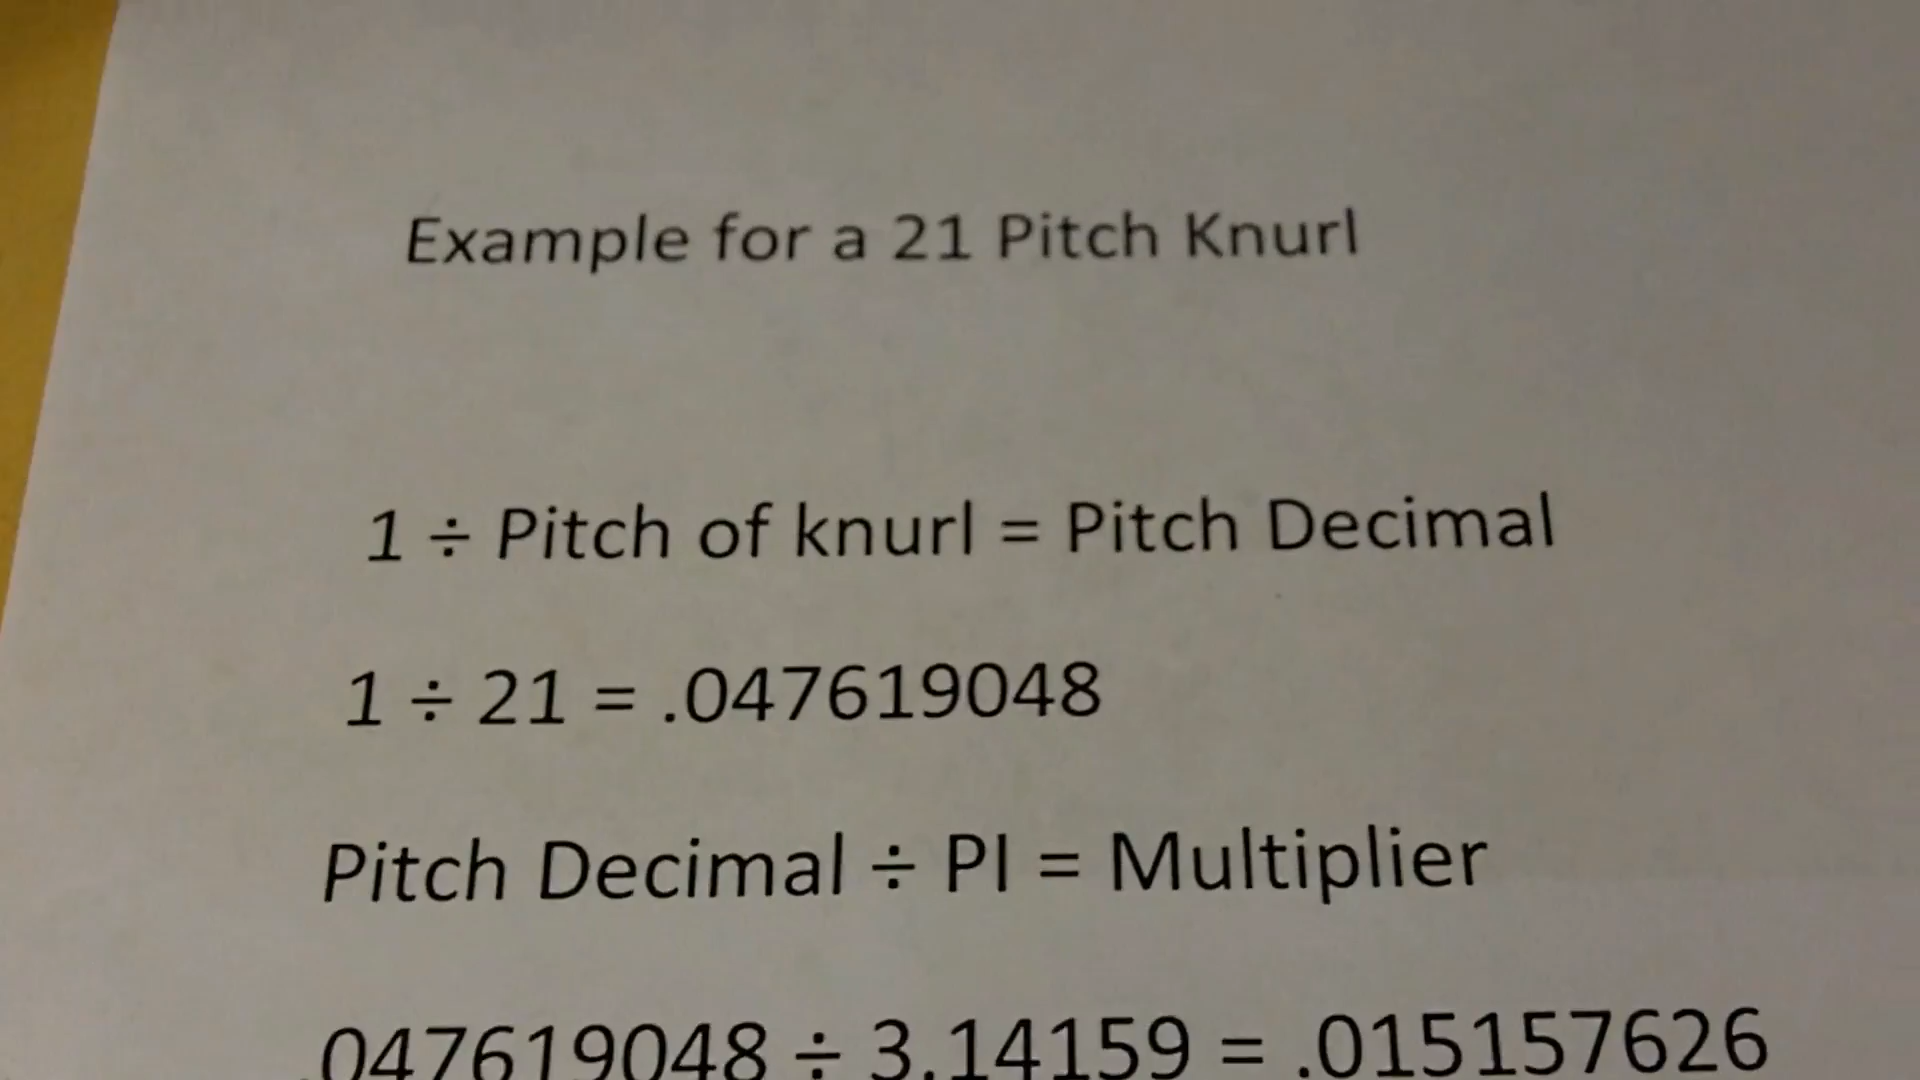 Example for a 21 Pitch Knurl
1 ÷ Pitch of knurl = Pitch Decimal
1 ÷ 21 = .047619048
Pitch Decimal ÷ PI = Multiplier
.047619048 ÷ 3.14159 = .015157626